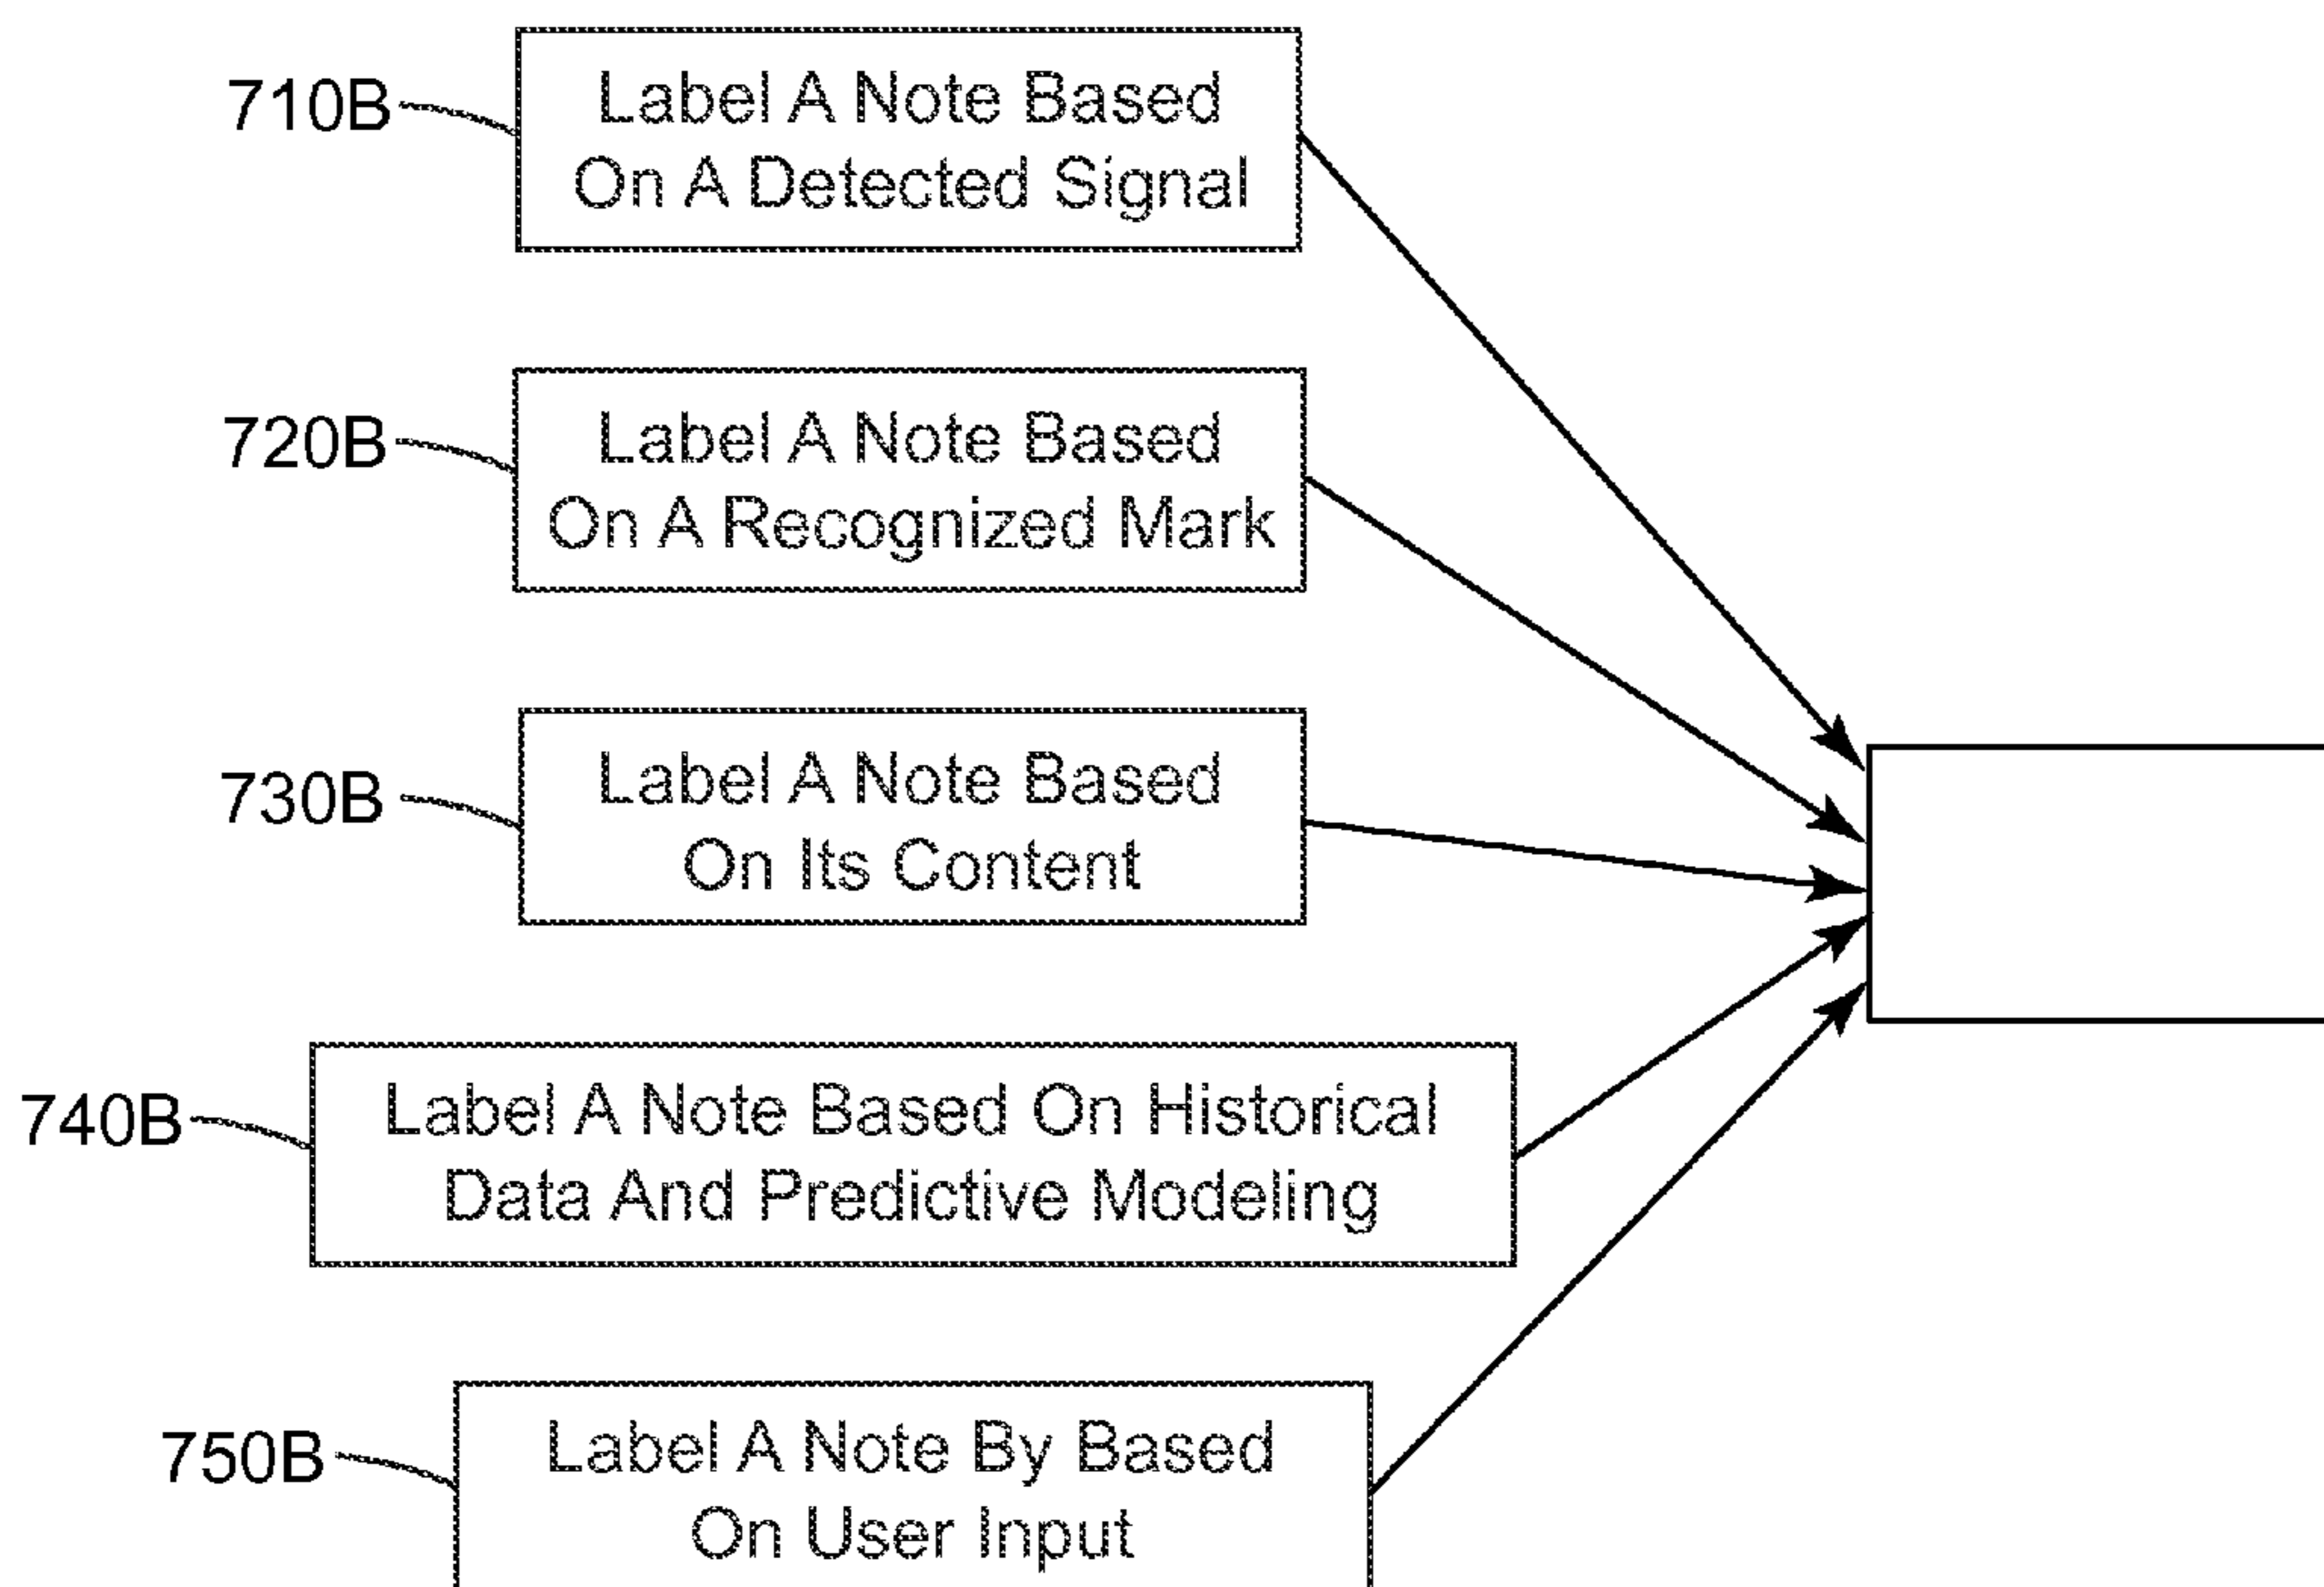 710B
Label A Note Based
On A Detected Signal
720B
Label A Note Based
On A Recognized Mark
730B
Label A Note Based
On Its Content
740B
Label A Note Based On Historical
Data And Predictive Modeling
750B
Label A Note By Based
On User Input